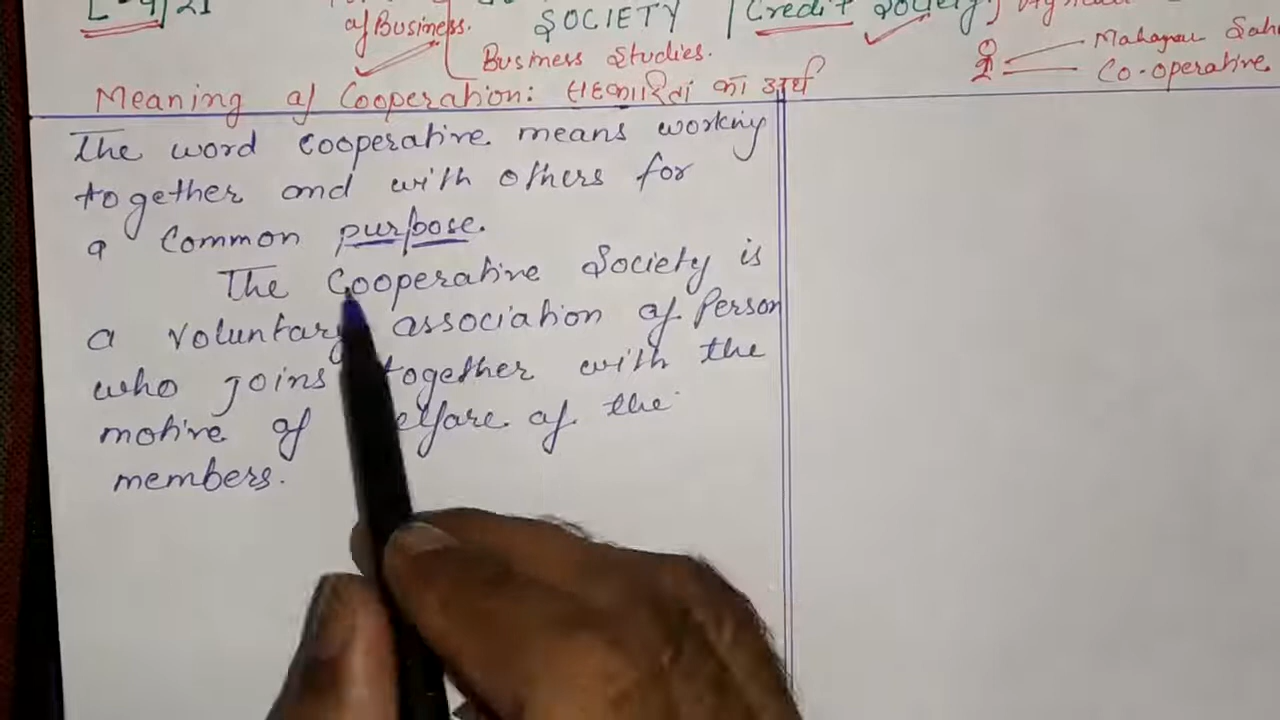 of Business.
SOCIETY
Credit Society
Business Studies.
Co-operative
Meaning of Cooperation: सहकारिता का अर्थ
The word cooperative means working
together and with others for
a common purpose.
The Cooperative Society is
a voluntary association of Person
who joins together with the
motive of welfare of the
members.